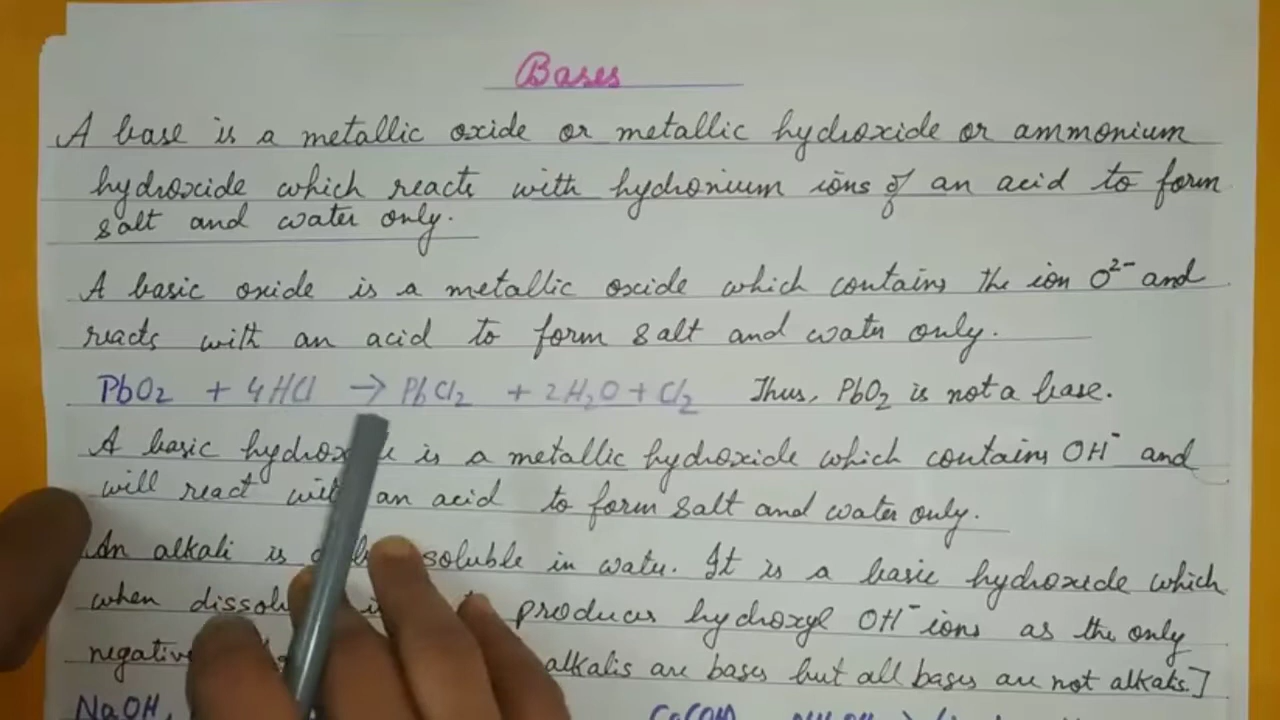 Bases
A base is a metallic oxide or metallic hydroxide or ammonium
hydroxide which reacts with hydronium ions of an acid to form
salt and water only.
A basic oxide is a metallic oxide which contains the ion O²⁻ and
reacts with an acid to form salt and water only.
PbO₂ + 4HCl → PbCl₂ + 2H₂O + Cl₂ Thus, PbO₂ is not a base.
A basic hydroxide is a metallic hydroxide which contains OH⁻ and
will react with an acid to form salt and water only.
An alkali is soluble in water. It is a basic hydroxide which
when produces hydroxyl OH⁻ ions as the only
negative alkalis are bases but all bases are not alkalis.]
NaOH,